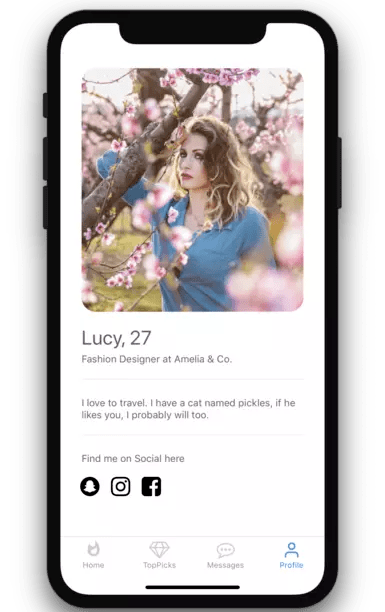 Lucy, 27
Fashion Designer at Amelia & Co.
I love to travel. I have a cat named pickles, if he
likes you, I probably will too.
Find me on Social here
Home TopPicks Messages Profile